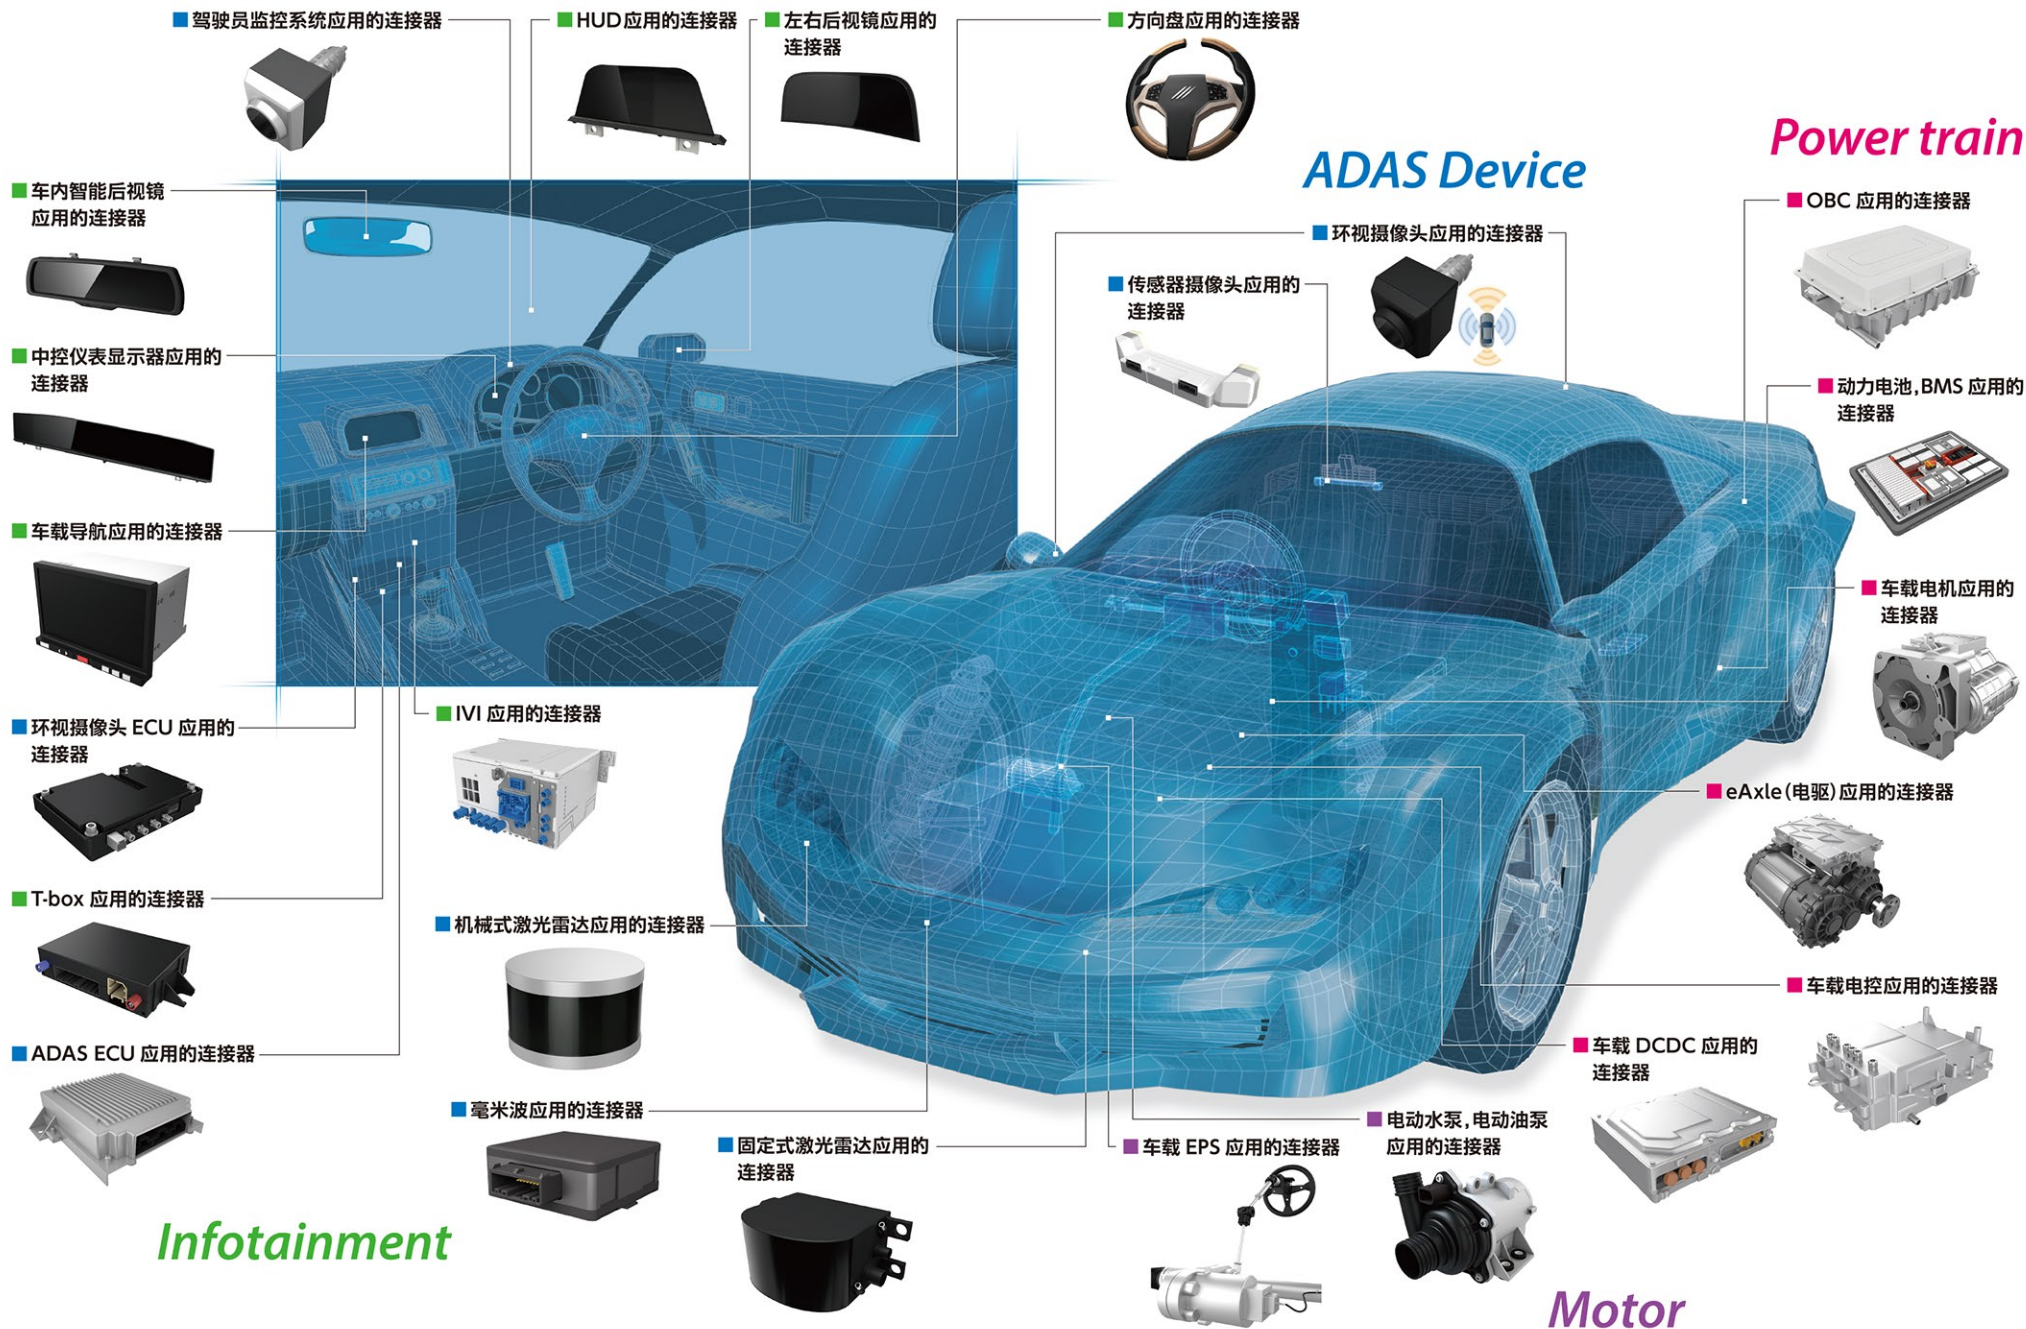 驾驶员监控系统应用的连接器
HUD应用的连接器
左右后视镜应用的
连接器
方向盘应用的连接器
Power train
ADAS Device
车内智能后视镜
应用的连接器
OBC 应用的连接器
环视摄像头应用的连接器
传感器摄像头应用的
连接器
中控仪表显示器应用的
连接器
动力电池,BMS 应用的
连接器
车载导航应用的连接器
车载电机应用的
连接器
环视摄像头 ECU 应用的
连接器
IVI 应用的连接器
eAxle(电驱)应用的连接器
T-box 应用的连接器
机械式激光雷达应用的连接器
车载电控应用的连接器
ADAS ECU 应用的连接器
车载 DCDC 应用的
连接器
毫米波应用的连接器
固定式激光雷达应用的
连接器
车载 EPS 应用的连接器
电动水泵,电动油泵
应用的连接器
Infotainment
Motor